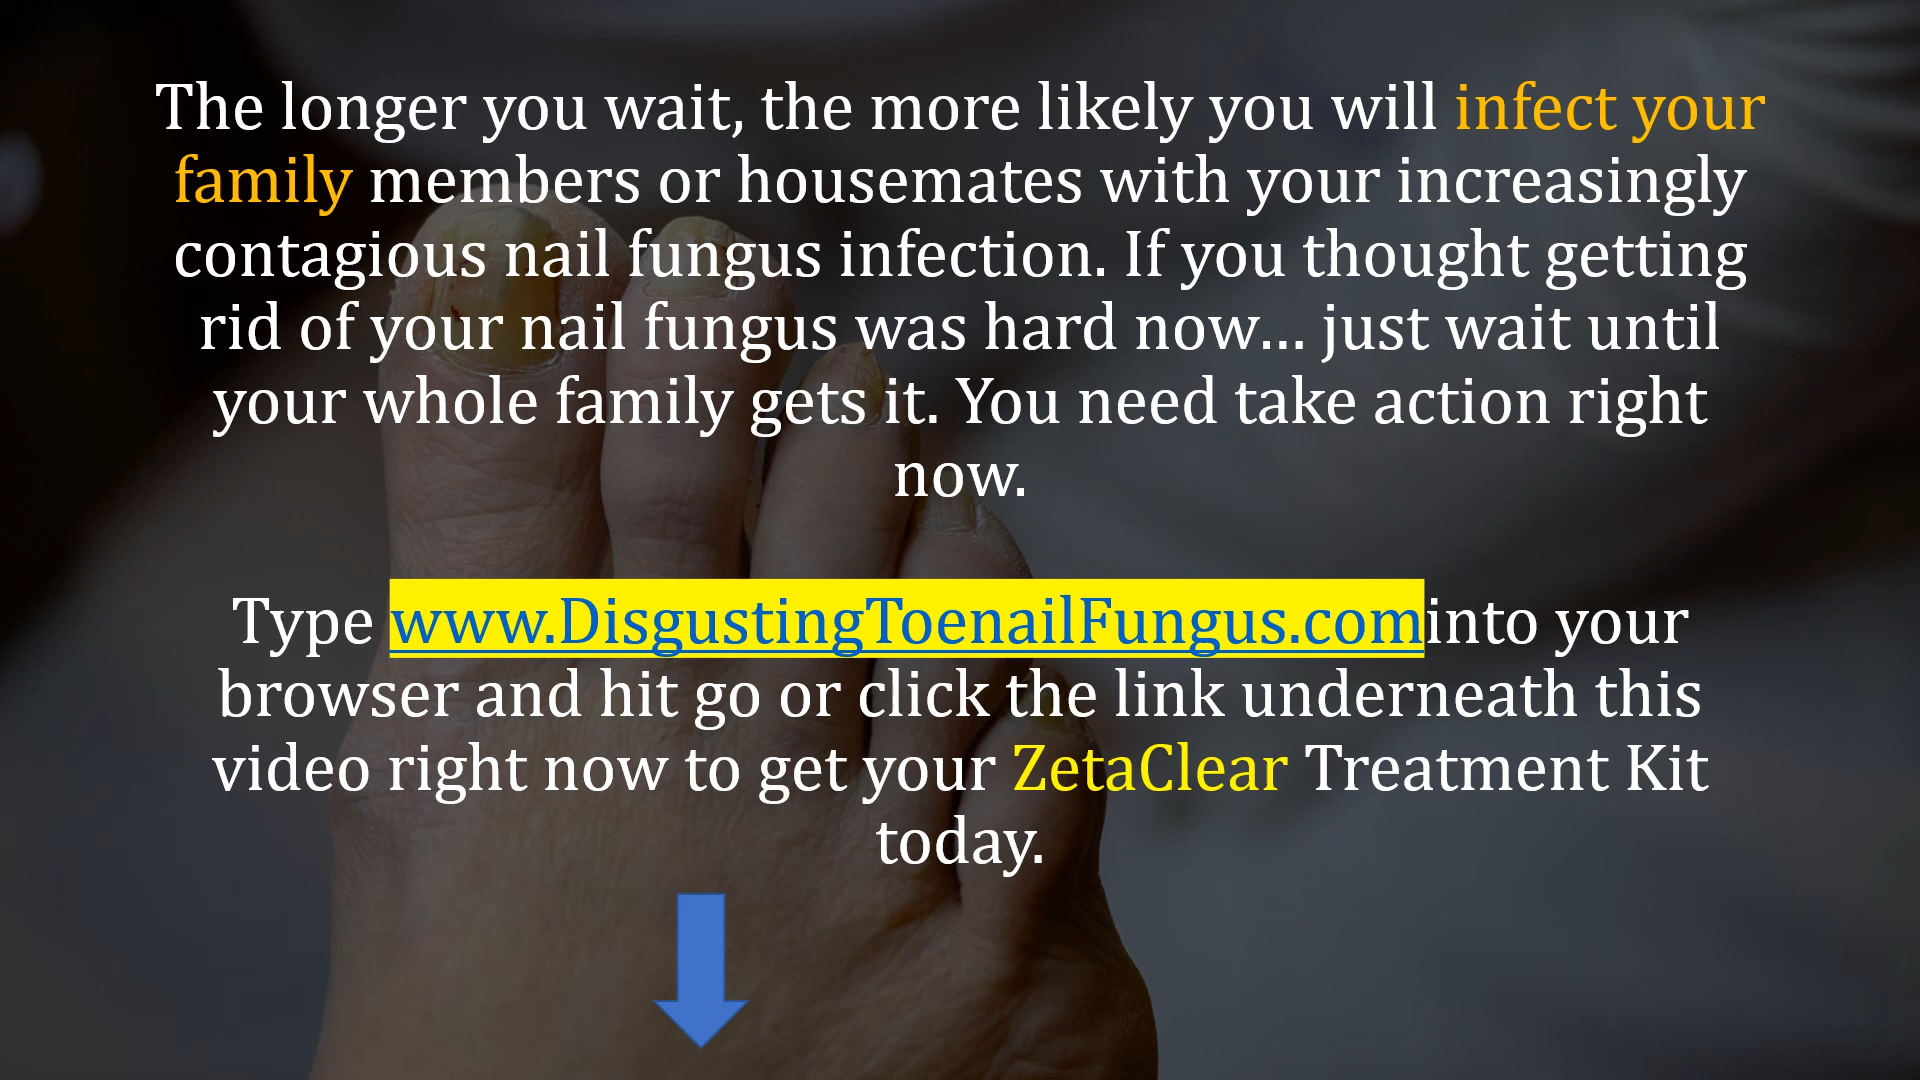 The longer you wait, the more likely you will infect your
family members or housemates with your increasingly
contagious nail fungus infection. If you thought getting
rid of your nail fungus was hard now... just wait until
your whole family gets it. You need take action right
now.
Type www.DisgustingToenailFungus.com into your
browser and hit go or click the link underneath this
video right now to get your ZetaClear Treatment Kit
today.